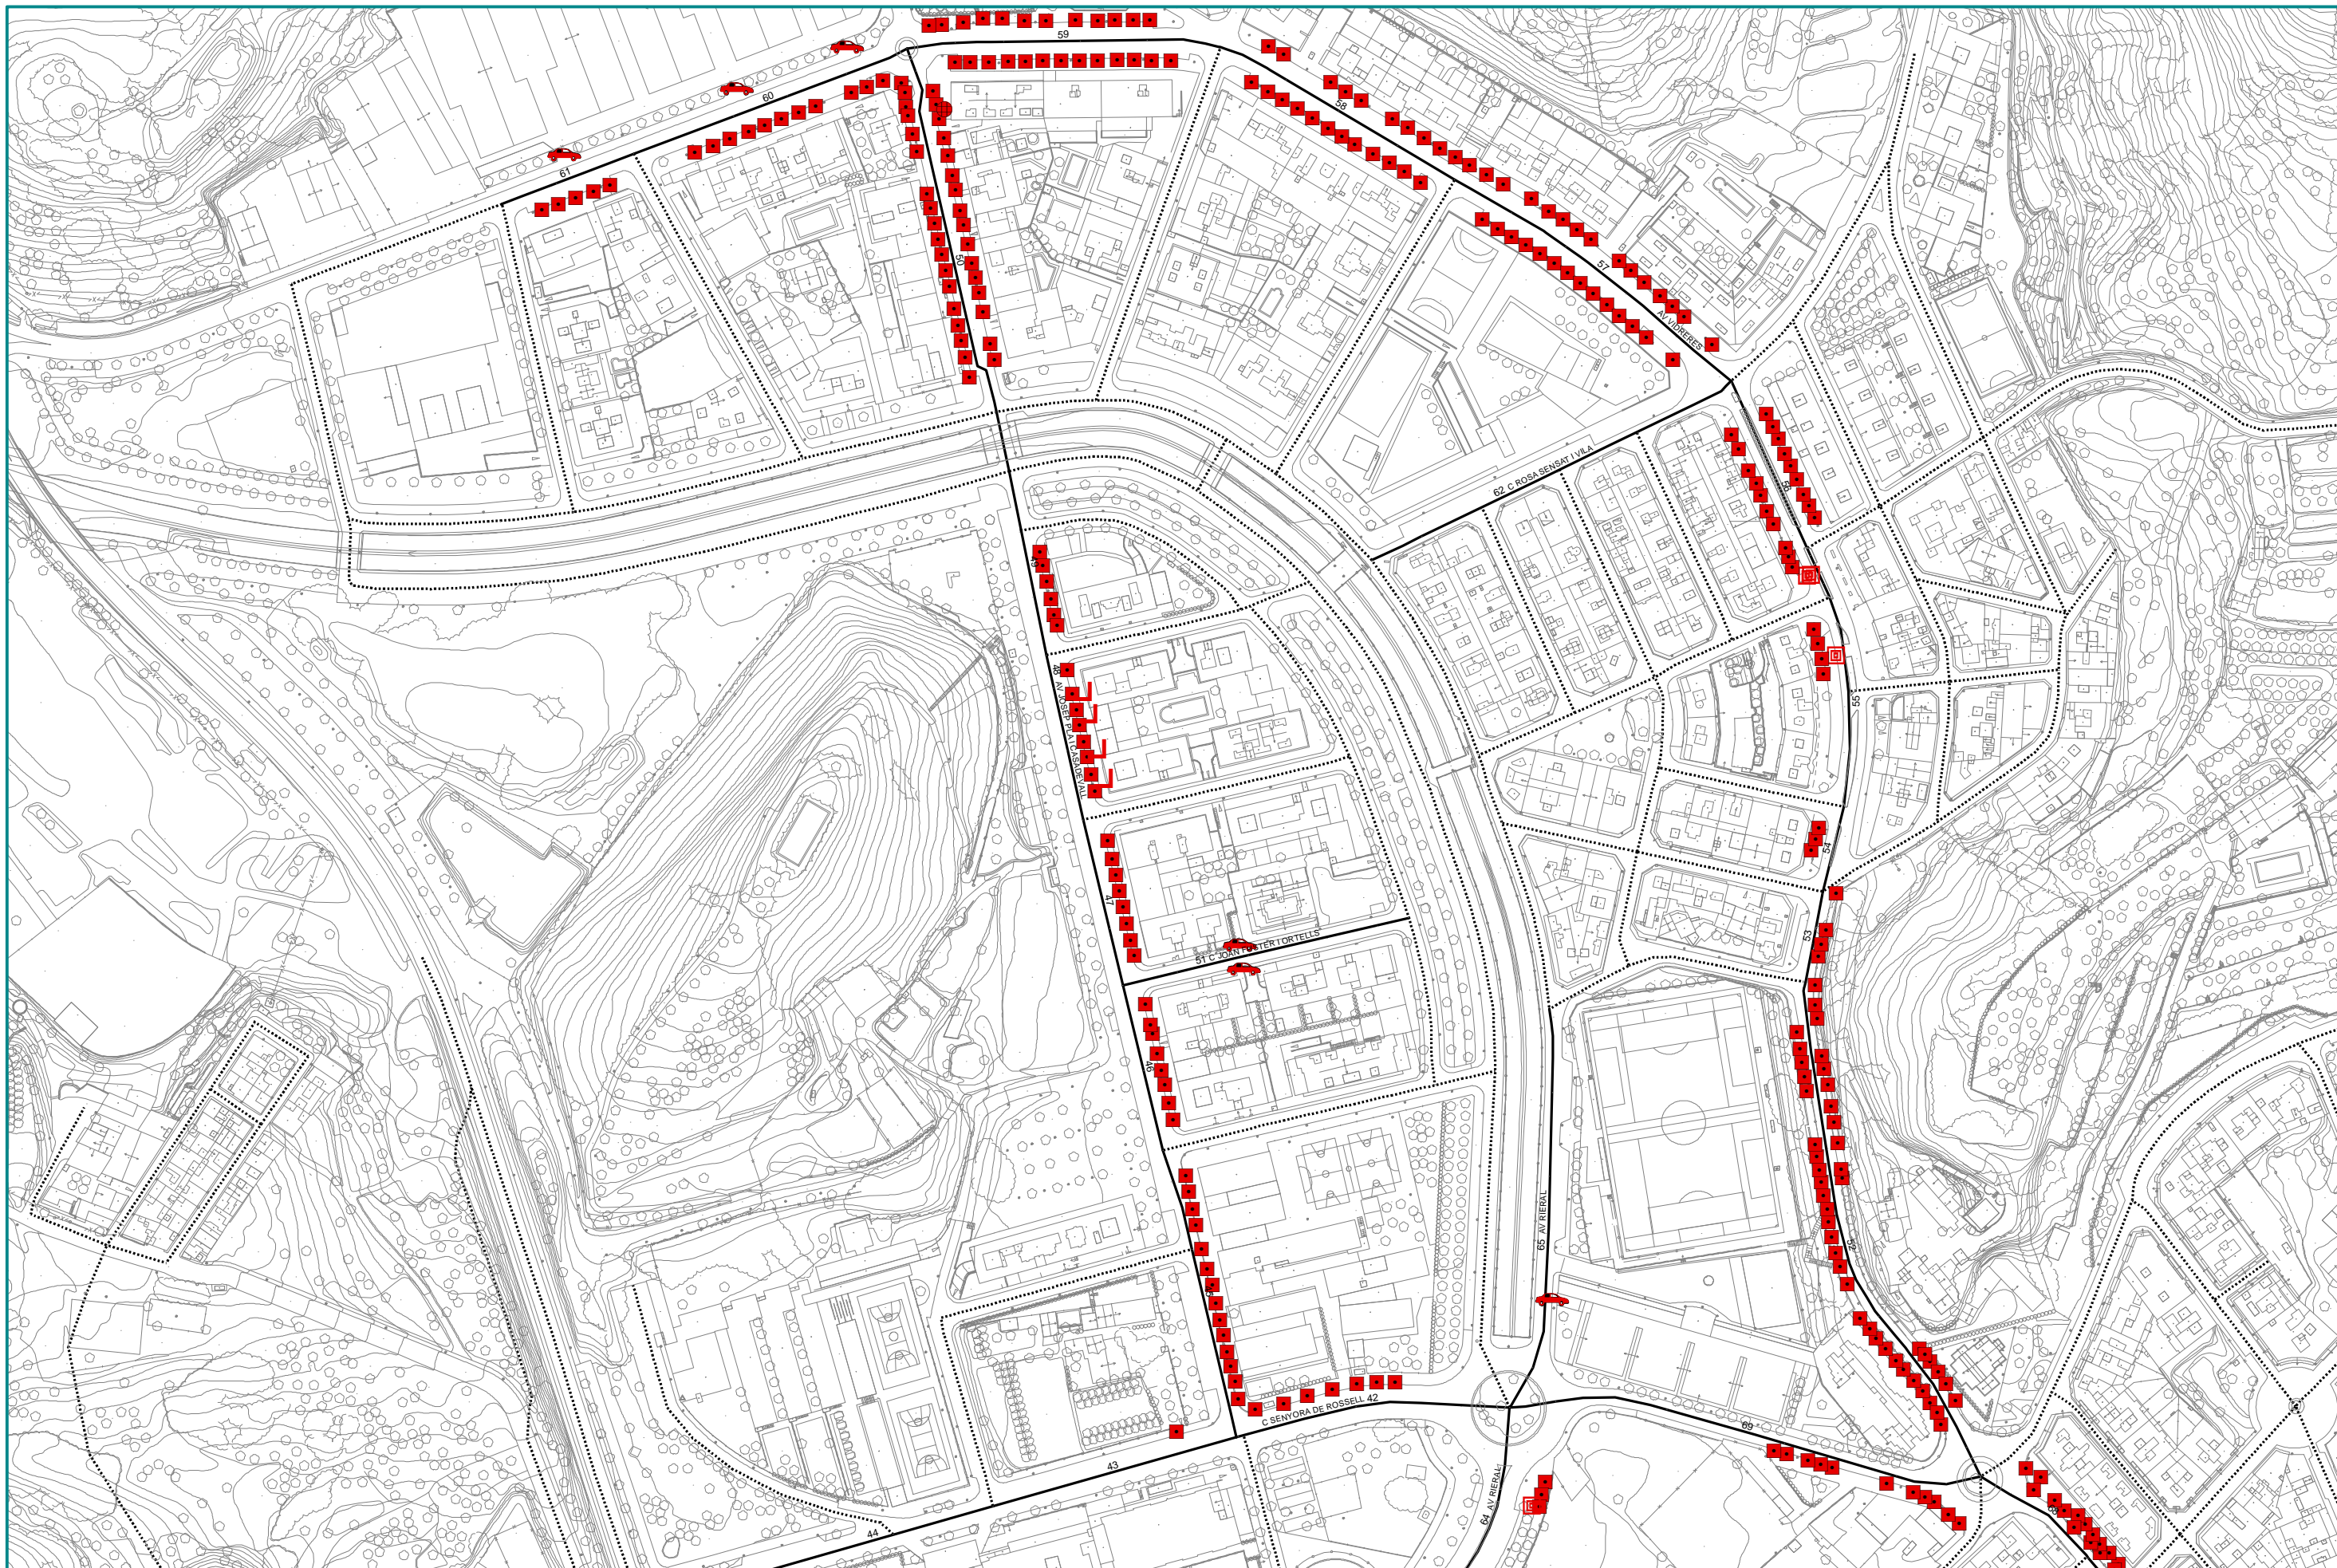 59
60
58
61
50
57
AV VIDRERES
62 C ROSA SENSAT I VILA
56
49
48
AV JOSEP PLA I CASADEVALL
55
54
47
51 C JOAN FUSTER I ORTELLS
53
46
65 AV RIERAL
52
45
C SENYORA DE ROSSELL 42
69
43
64 AV RIERAL
44